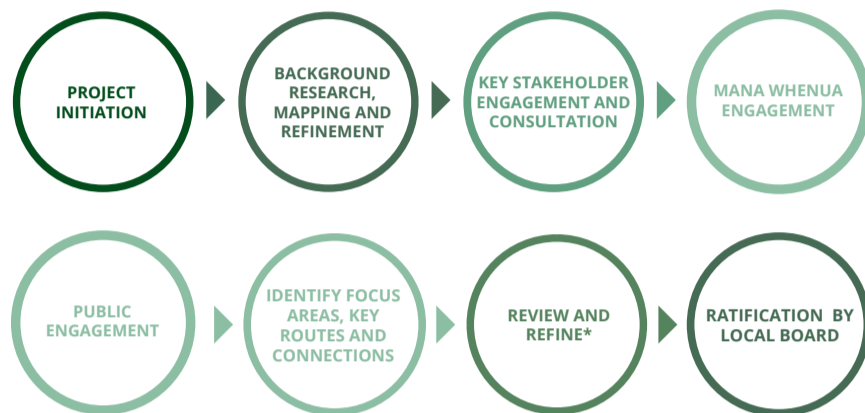 PROJECT
INITIATION
BACKGROUND
RESEARCH,
MAPPING AND
REFINEMENT
KEY STAKEHOLDER
ENGAGEMENT AND
CONSULTATION
MANA WHENUA
ENGAGEMENT
PUBLIC
ENGAGEMENT
IDENTIFY FOCUS
AREAS, KEY
ROUTES AND
CONNECTIONS
REVIEW AND
REFINE*
RATIFICATION BY
LOCAL BOARD